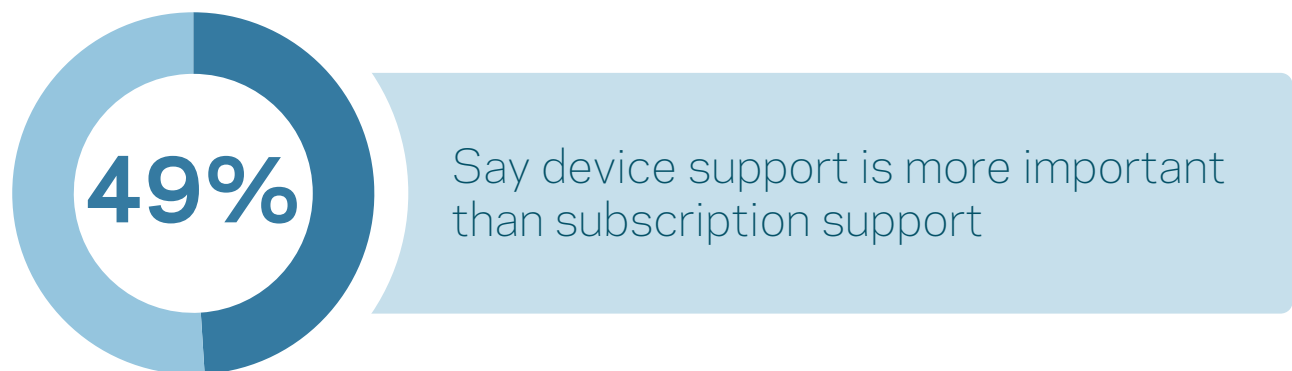 49%
Say device support is more important
than subscription support